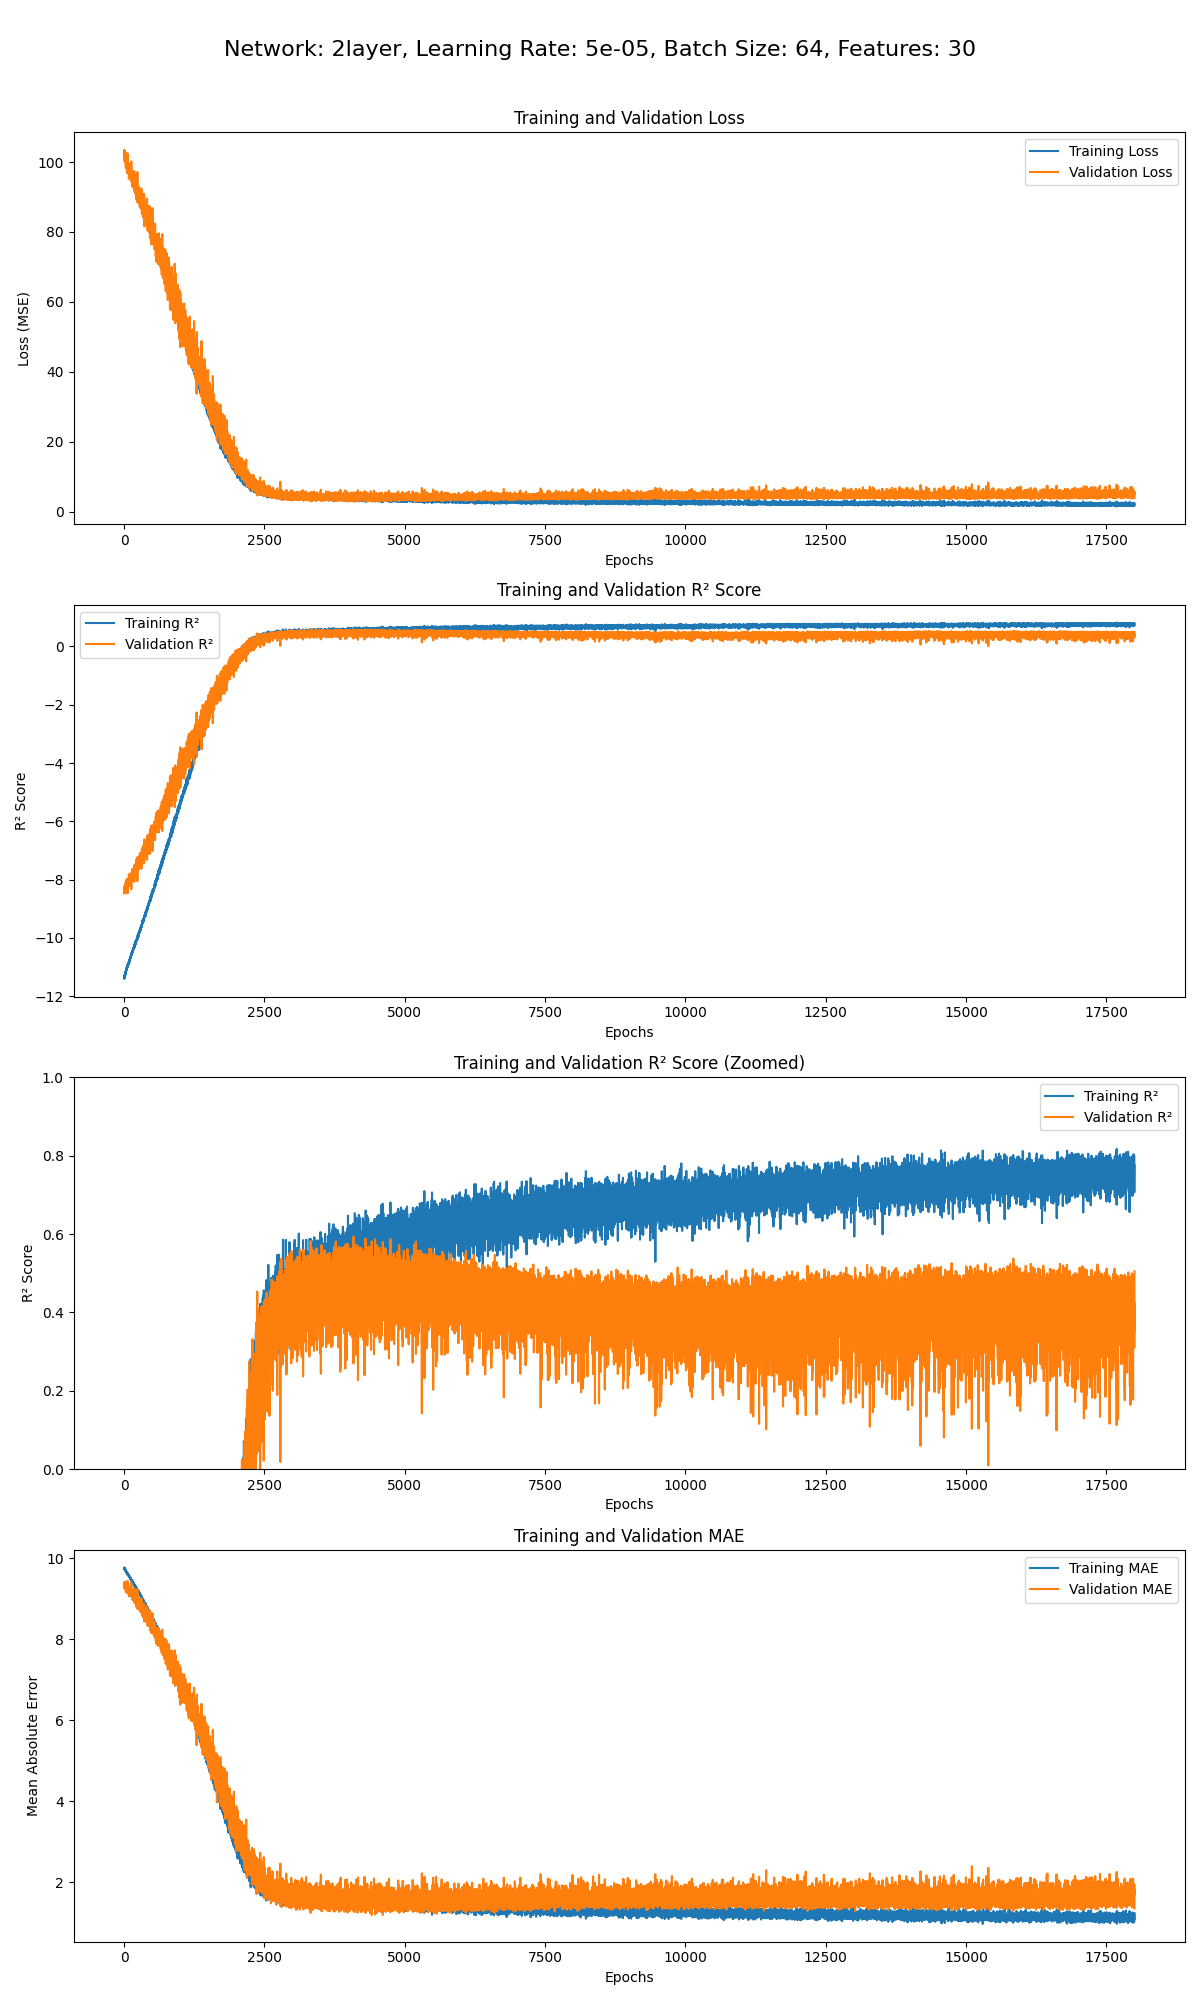 Network: 2layer, Learning Rate: 5e-05, Batch Size: 64, Features: 30
Training and Validation Loss
Training Loss
Validation Loss
Loss (MSE)
100
80
60
40
20
0
0 2500 5000 7500 10000 12500 15000 17500
Epochs
Training and Validation R² Score
Training R²
Validation R²
R² Score
0
−2
−4
−6
−8
−10
−12
0 2500 5000 7500 10000 12500 15000 17500
Epochs
Training and Validation R² Score (Zoomed)
Training R²
Validation R²
R² Score
1.0
0.8
0.6
0.4
0.2
0.0
0 2500 5000 7500 10000 12500 15000 17500
Epochs
Training and Validation MAE
Training MAE
Validation MAE
Mean Absolute Error
10
8
6
4
2
0 2500 5000 7500 10000 12500 15000 17500
Epochs